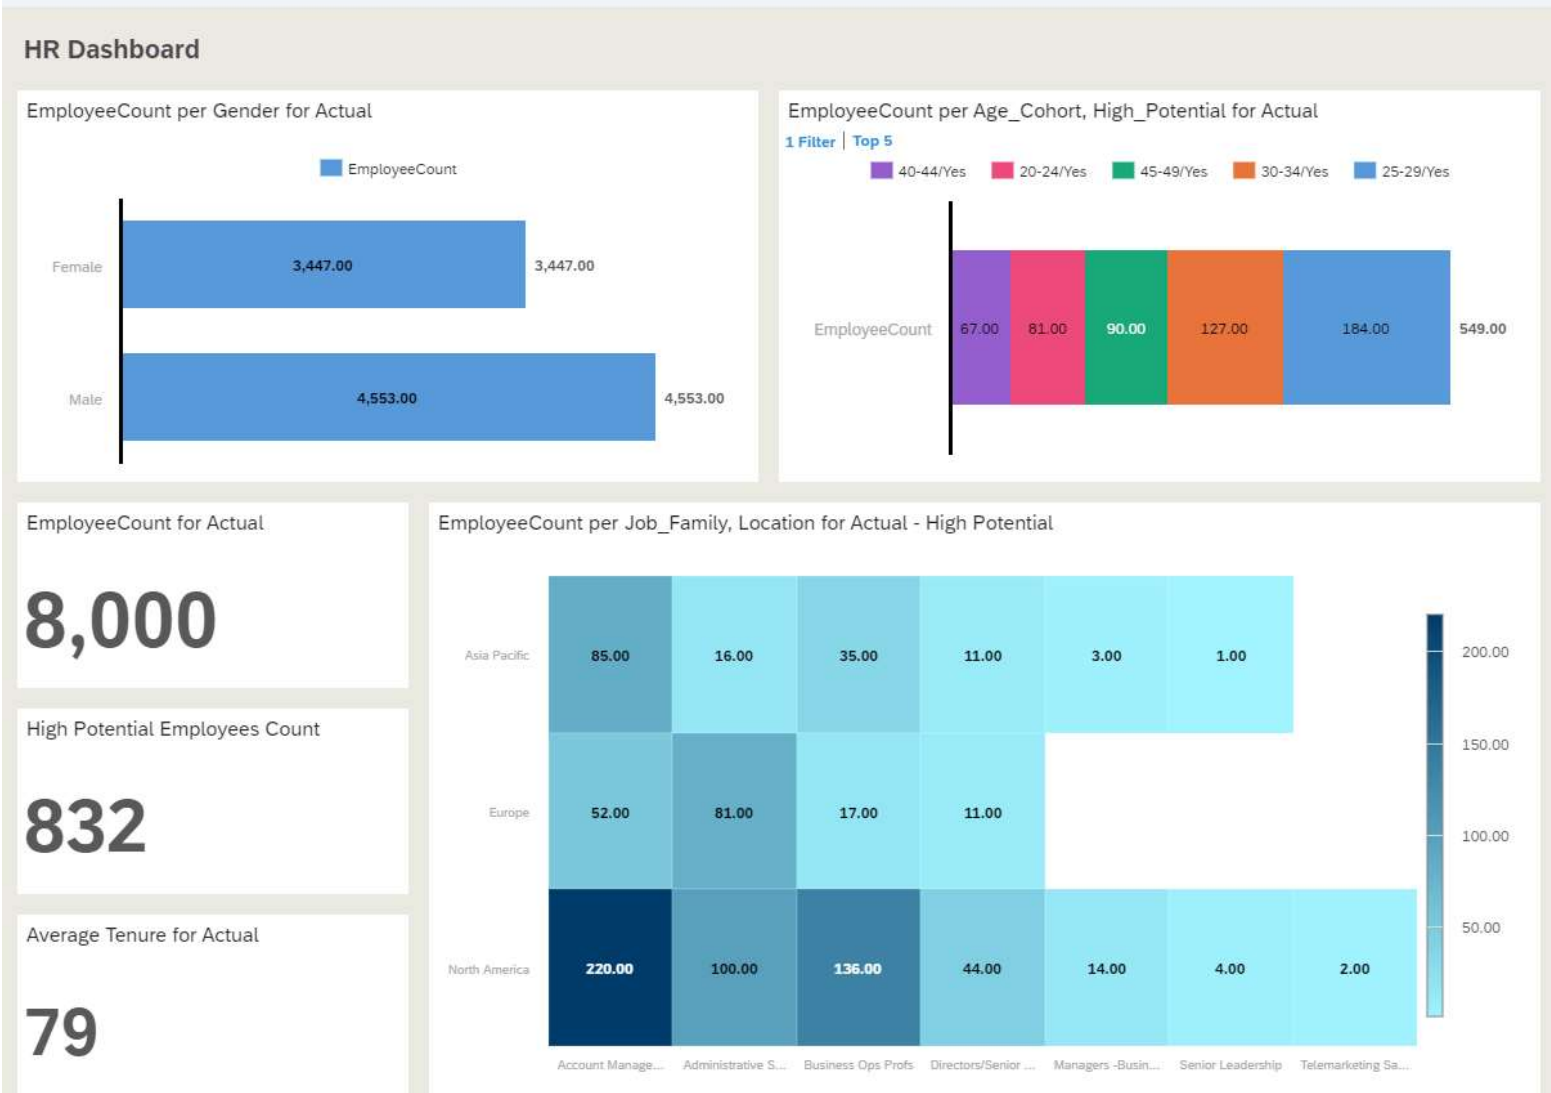 HR Dashboard
EmployeeCount per Gender for Actual
EmployeeCount
Female
3,447.00
3,447.00
Male
4,553.00
4,553.00
EmployeeCount per Age_Cohort, High_Potential for Actual
1 Filter | Top 5
40-44/Yes 20-24/Yes 45-49/Yes 30-34/Yes 25-29/Yes
EmployeeCount 67.00 81.00 90.00 127.00 184.00 549.00
EmployeeCount for Actual
8,000
High Potential Employees Count
832
Average Tenure for Actual
79
EmployeeCount per Job_Family, Location for Actual - High Potential
Asia Pacific 85.00 16.00 35.00 11.00 3.00 1.00
Europe 52.00 81.00 17.00 11.00
North America 220.00 100.00 136.00 44.00 14.00 4.00 2.00
Account Manage... Administrative S... Business Ops Profs Directors/Senior ... Managers -Busin... Senior Leadership Telemarketing Sa...
200.00
150.00
100.00
50.00